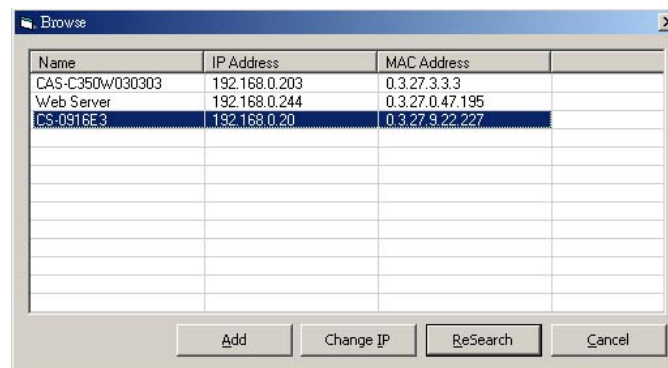 Browse
Name IP Address MAC Address
CAS-C350W030303 192.168.0.203 0.3.27.3.3.3
Web Server 192.168.0.244 0.3.27.0.47.195
CS-0916E3 192.168.0.20 0.3.27.9.22.227
Add Change IP ReSearch Cancel